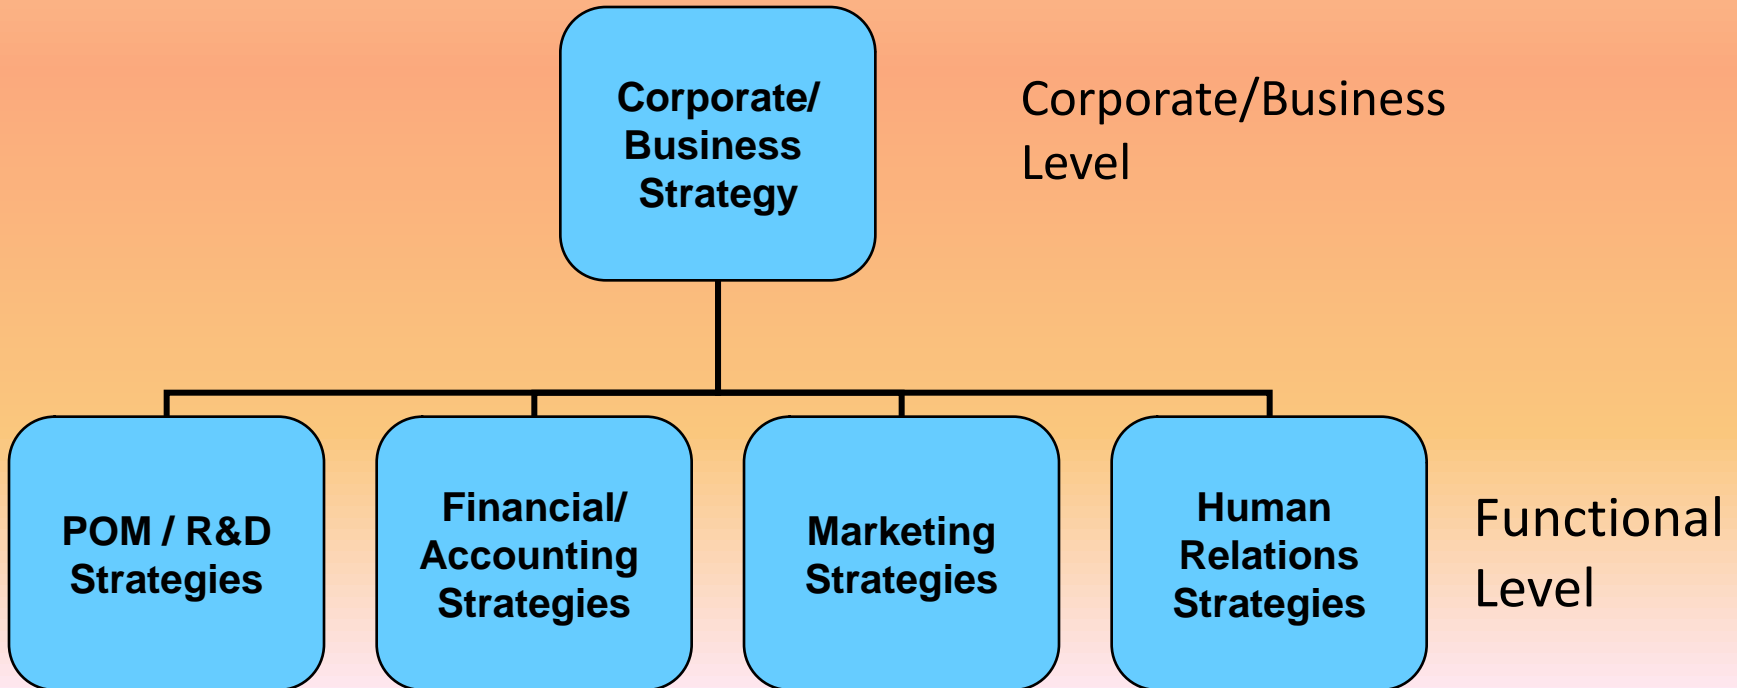 Corporate/
Business
Strategy
Corporate/Business
Level
POM / R&D
Strategies
Financial/
Accounting
Strategies
Marketing
Strategies
Human
Relations
Strategies
Functional
Level